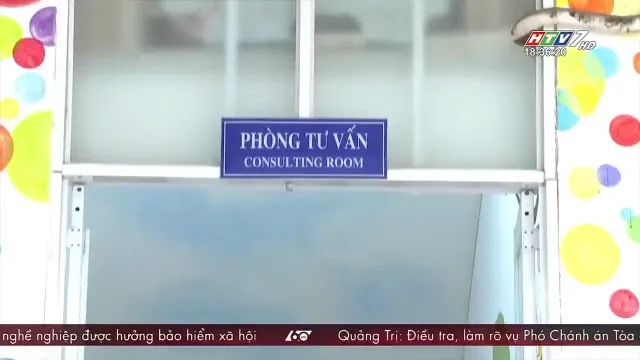 HTV7 HD
18:36:20
PHÒNG TƯ VẤN
CONSULTING ROOM
nghề nghiệp được hưởng bảo hiểm xã hội
60 Quảng Trị: Điều tra, làm rõ vụ Phó Chánh án Tòa